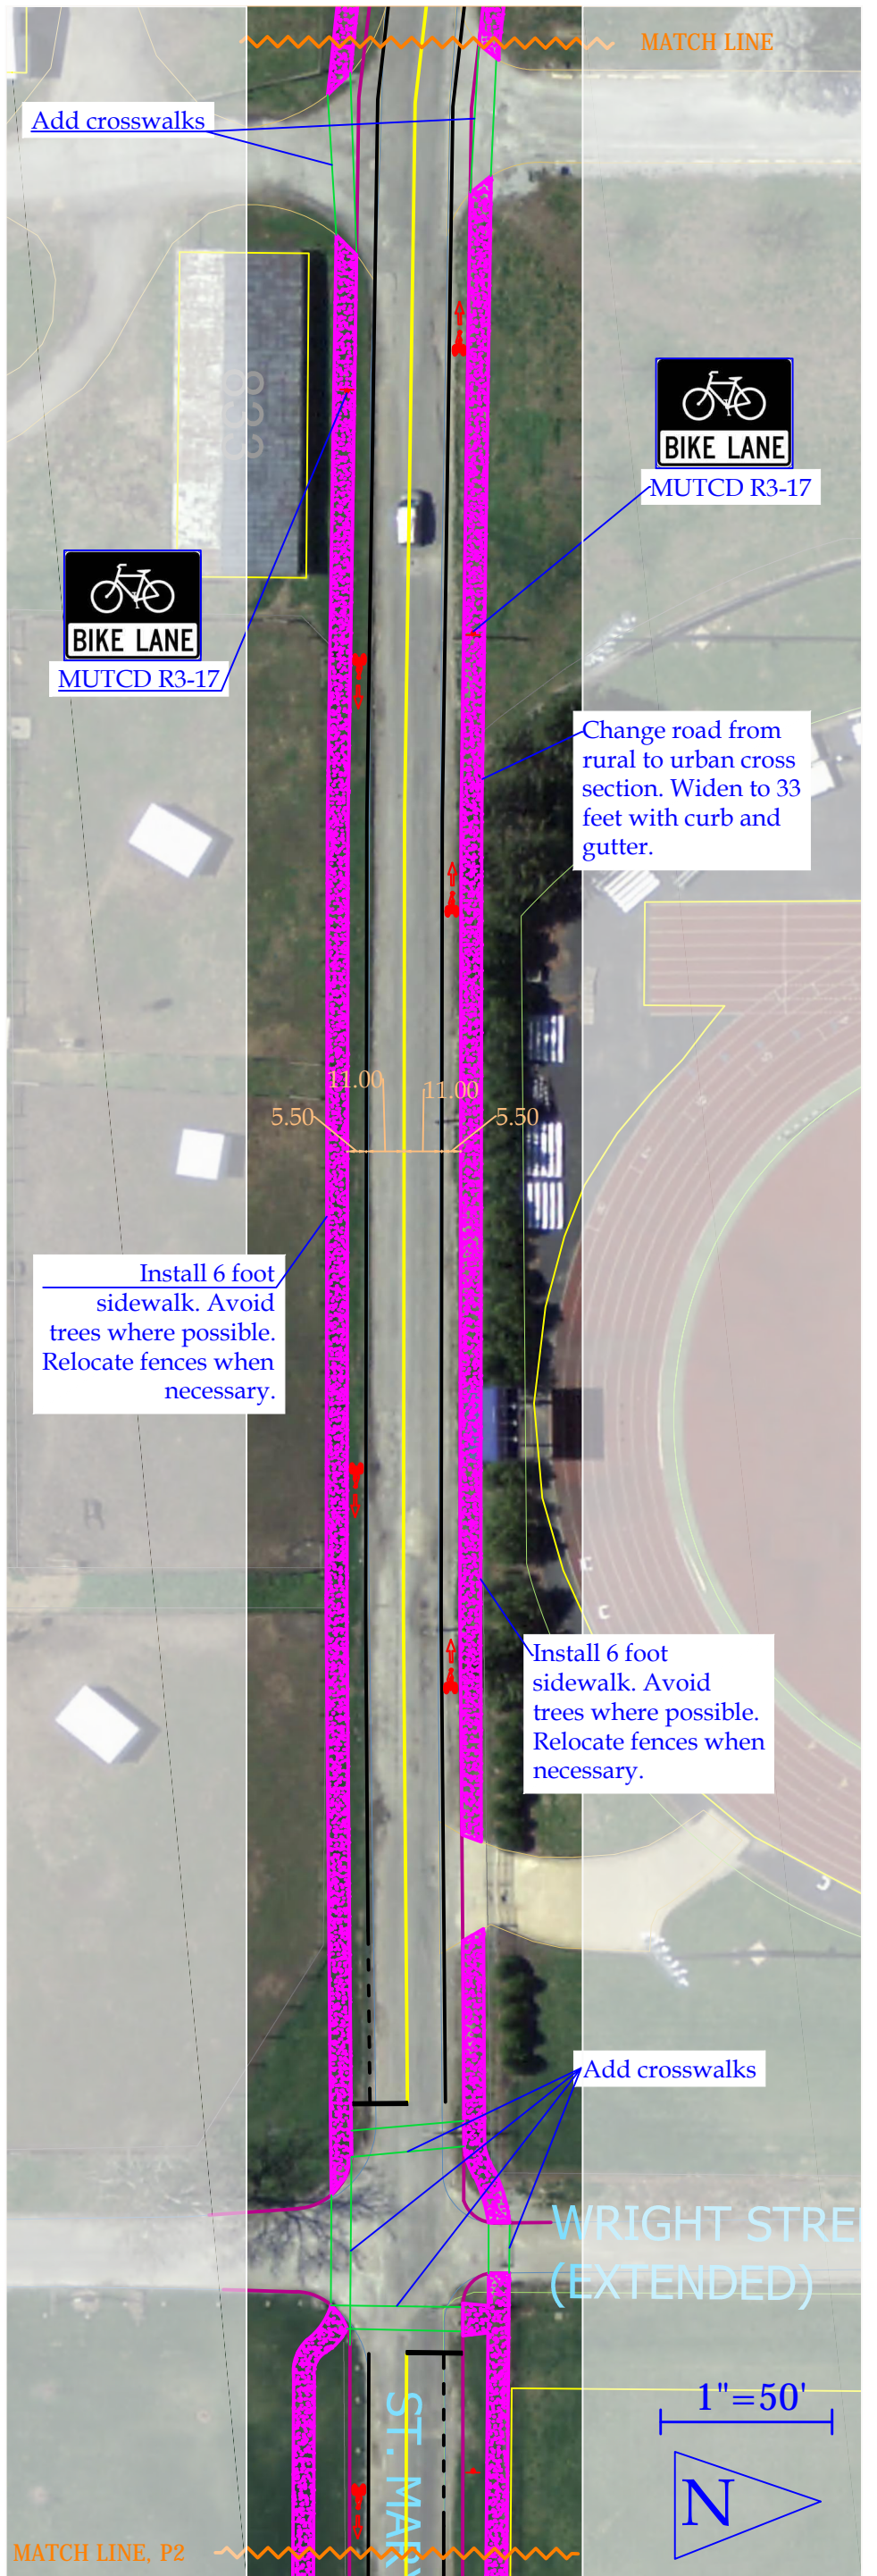 MATCH LINE
Add crosswalks
833
BIKE LANE
MUTCD R3-17
BIKE LANE
MUTCD R3-17
Change road from
rural to urban cross
section. Widen to 33
feet with curb and
gutter.
11.00
11.00
5.50
5.50
Install 6 foot
sidewalk. Avoid
trees where possible.
Relocate fences when
necessary.
Install 6 foot
sidewalk. Avoid
trees where possible.
Relocate fences when
necessary.
Add crosswalks
WRIGHT STRE
(EXTENDED)
1"=50'
ST. MARY
N
MATCH LINE, P2